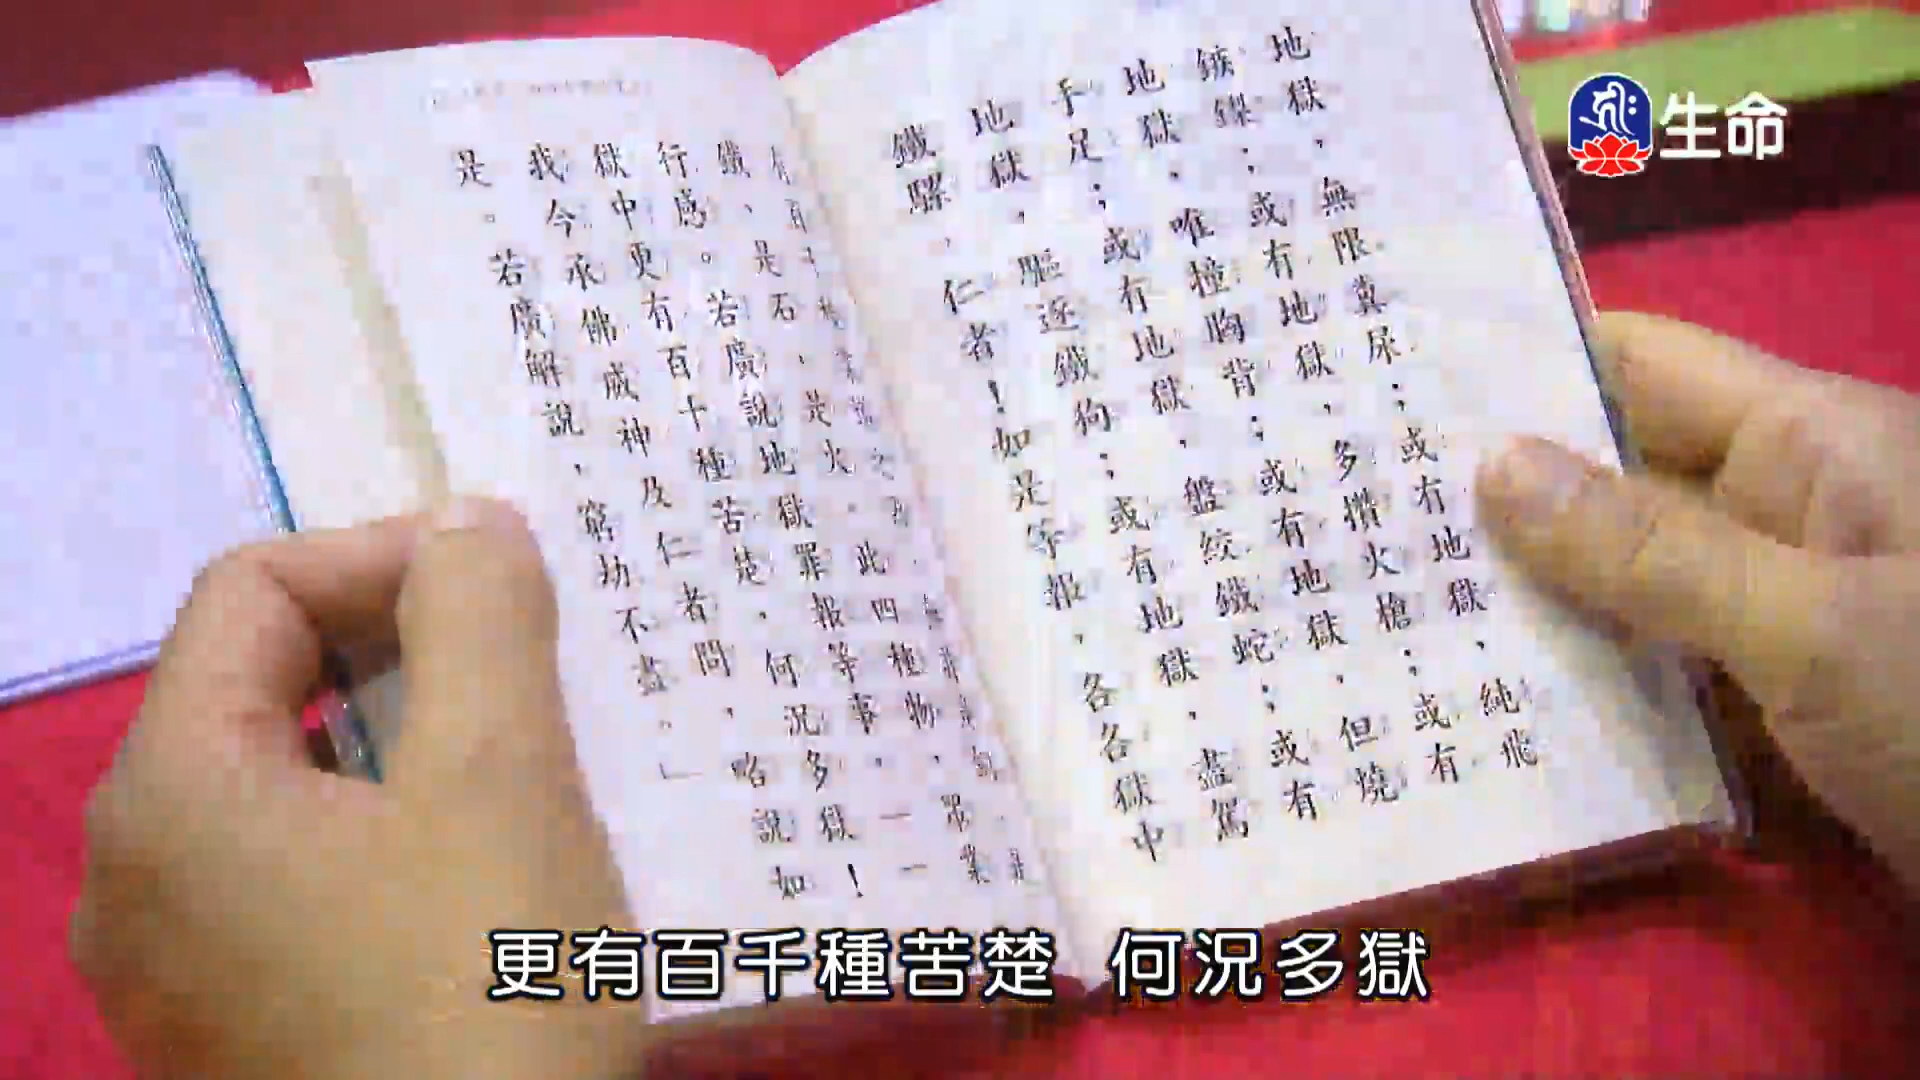 生命
地獄，無限糞尿；或有地獄，純飛
；或有地獄，多攢火槍；或有
地獄，唯撞胸背；或有地獄，但燒
手足；或有地獄，盤絞鐵蛇；或有
地獄，驅逐鐵狗；或有地獄，盡駕
鐵騾，仁者！如是等報，各各獄中
鐵、是石、是火，此四種物，眾業
行感。若廣說地獄罪報等事，一一
獄中更有百千種苦楚，何況多獄！
我今承佛威神及仁者問，略說如
是。若廣解說，窮劫不盡。」
更有百千種苦楚 何況多獄